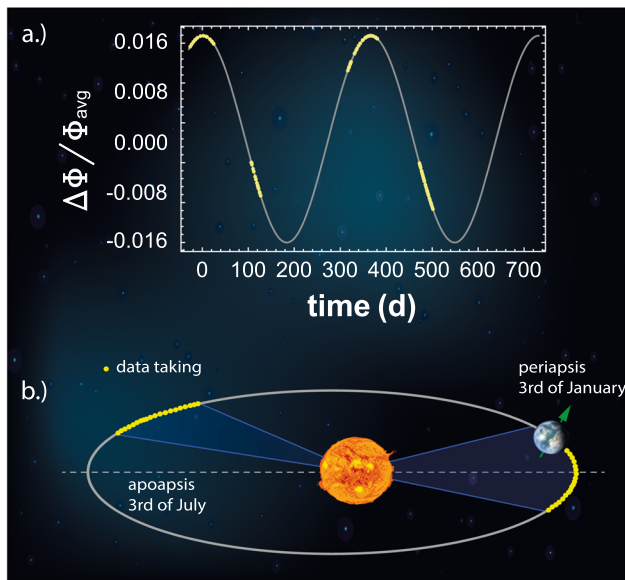 a.)
0.016
0.008
0.000
-0.008
-0.016
ΔΦ/Φavg
0 100 200 300 400 500 600 700
time (d)
b.)
data taking
periapsis
3rd of January
apoapsis
3rd of July